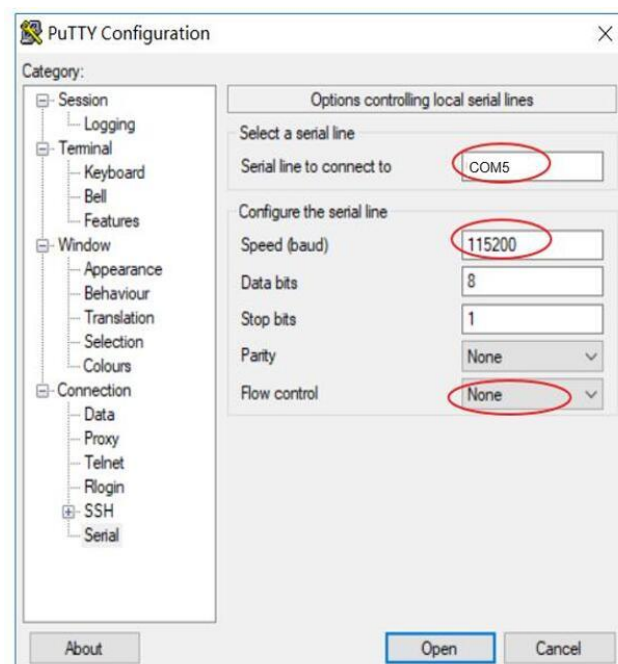 PuTTY Configuration
Category:
Session
Logging
Terminal
Keyboard
Bell
Features
Window
Appearance
Behaviour
Translation
Selection
Colours
Connection
Data
Proxy
Telnet
Rlogin
SSH
Serial
Options controlling local serial lines
Select a serial line
Serial line to connect to COM5
Configure the serial line
Speed (baud) 115200
Data bits 8
Stop bits 1
Parity None
Flow control None
About Open Cancel